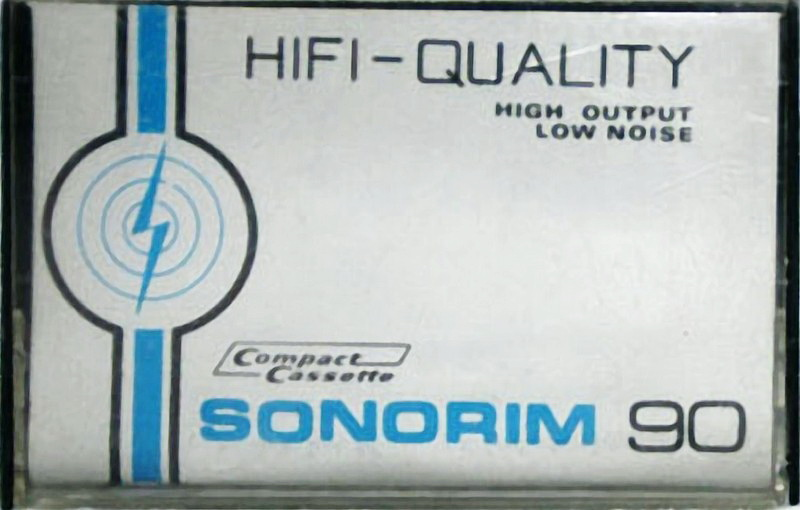 HIFI-QUALITY
HIGH OUTPUT
LOW NOISE
Compact
Cassette
SONORIM 90